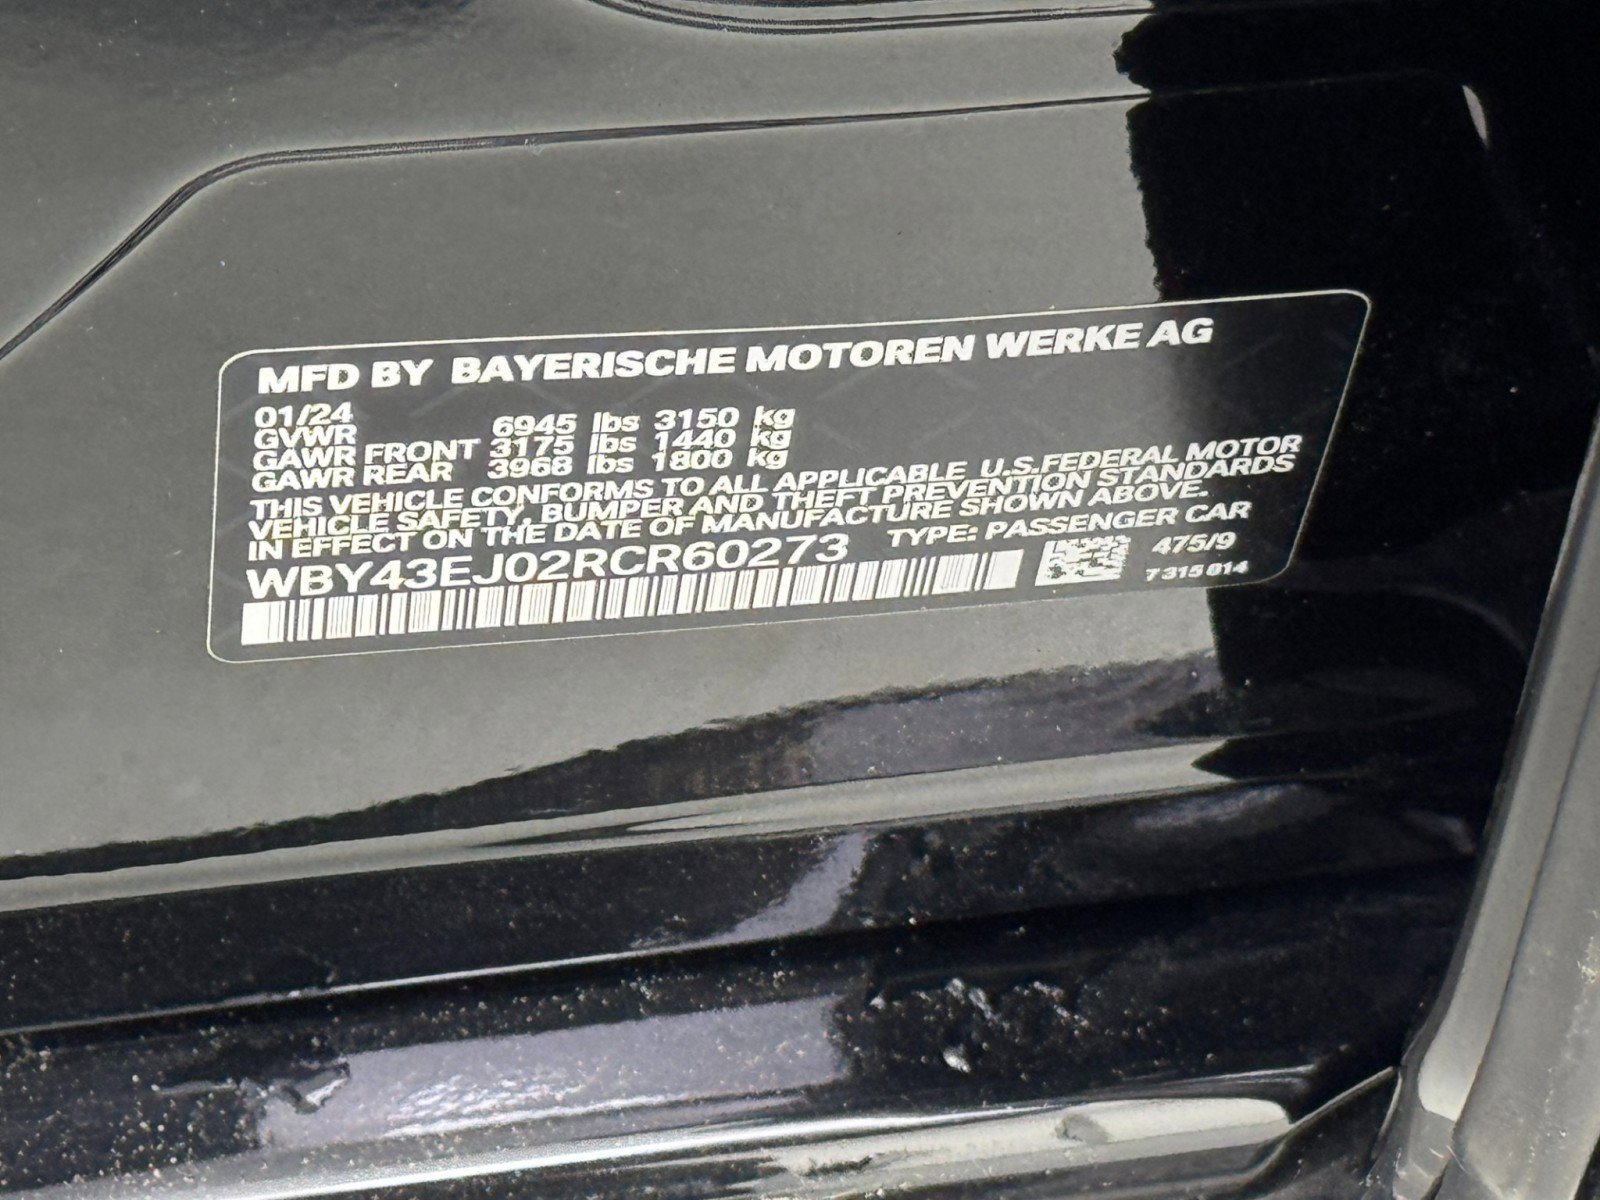 MFD BY BAYERISCHE MOTOREN WERKE AG
01/24
GVWR 6945 lbs 3150 kg
GAWR FRONT 3175 lbs 1440 kg
GAWR REAR 3968 lbs 1800 kg
THIS VEHICLE CONFORMS TO ALL APPLICABLE U.S.FEDERAL MOTOR
VEHICLE SAFETY, BUMPER AND THEFT PREVENTION STANDARDS
IN EFFECT ON THE DATE OF MANUFACTURE SHOWN ABOVE.
WBY43EJ02RCR60273 TYPE: PASSENGER CAR
475/9
7 315 014